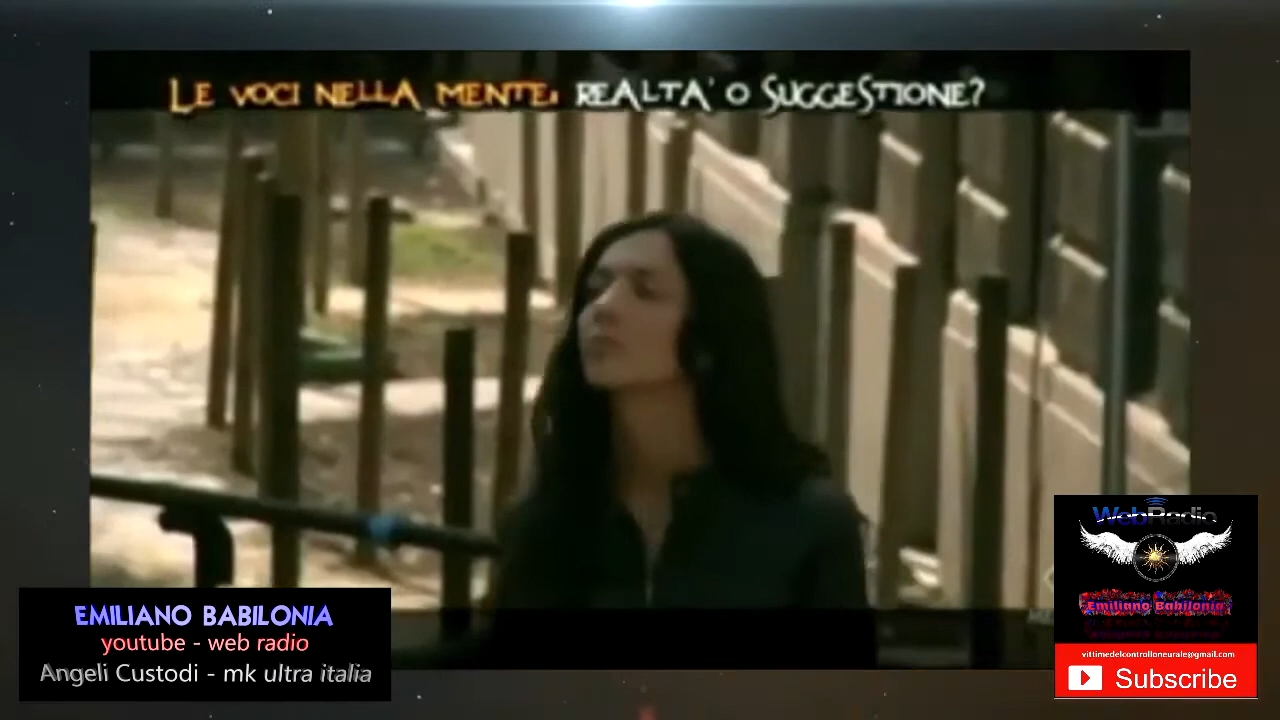 LE VOCI NELLA MENTE: REALTA' O SUGGESTIONE?
EMILIANO BABILONIA
youtube - web radio
Angeli Custodi - mk ultra italia
WebRadio
Emiliano Babilonia
vittimedelcontrolloneurale@gmail.com
Subscribe